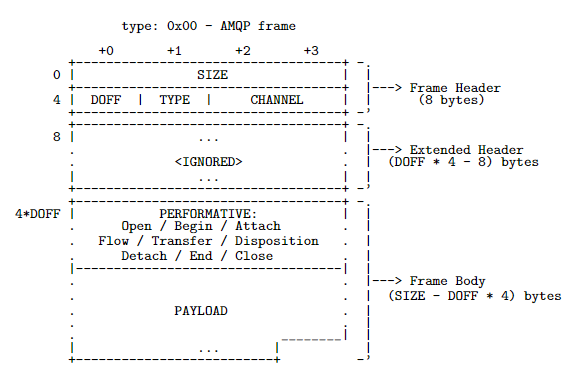 type: 0x00 - AMQP frame
+0 +1 +2 +3
0 SIZE
4 DOFF | TYPE | CHANNEL
---> Frame Header
(8 bytes)
8 ...
<IGNORED>
...
---> Extended Header
(DOFF * 4 - 8) bytes
4*DOFF PERFORMATIVE:
Open / Begin / Attach
Flow / Transfer / Disposition
Detach / End / Close
---> Frame Body
(SIZE - DOFF * 4) bytes
PAYLOAD
...